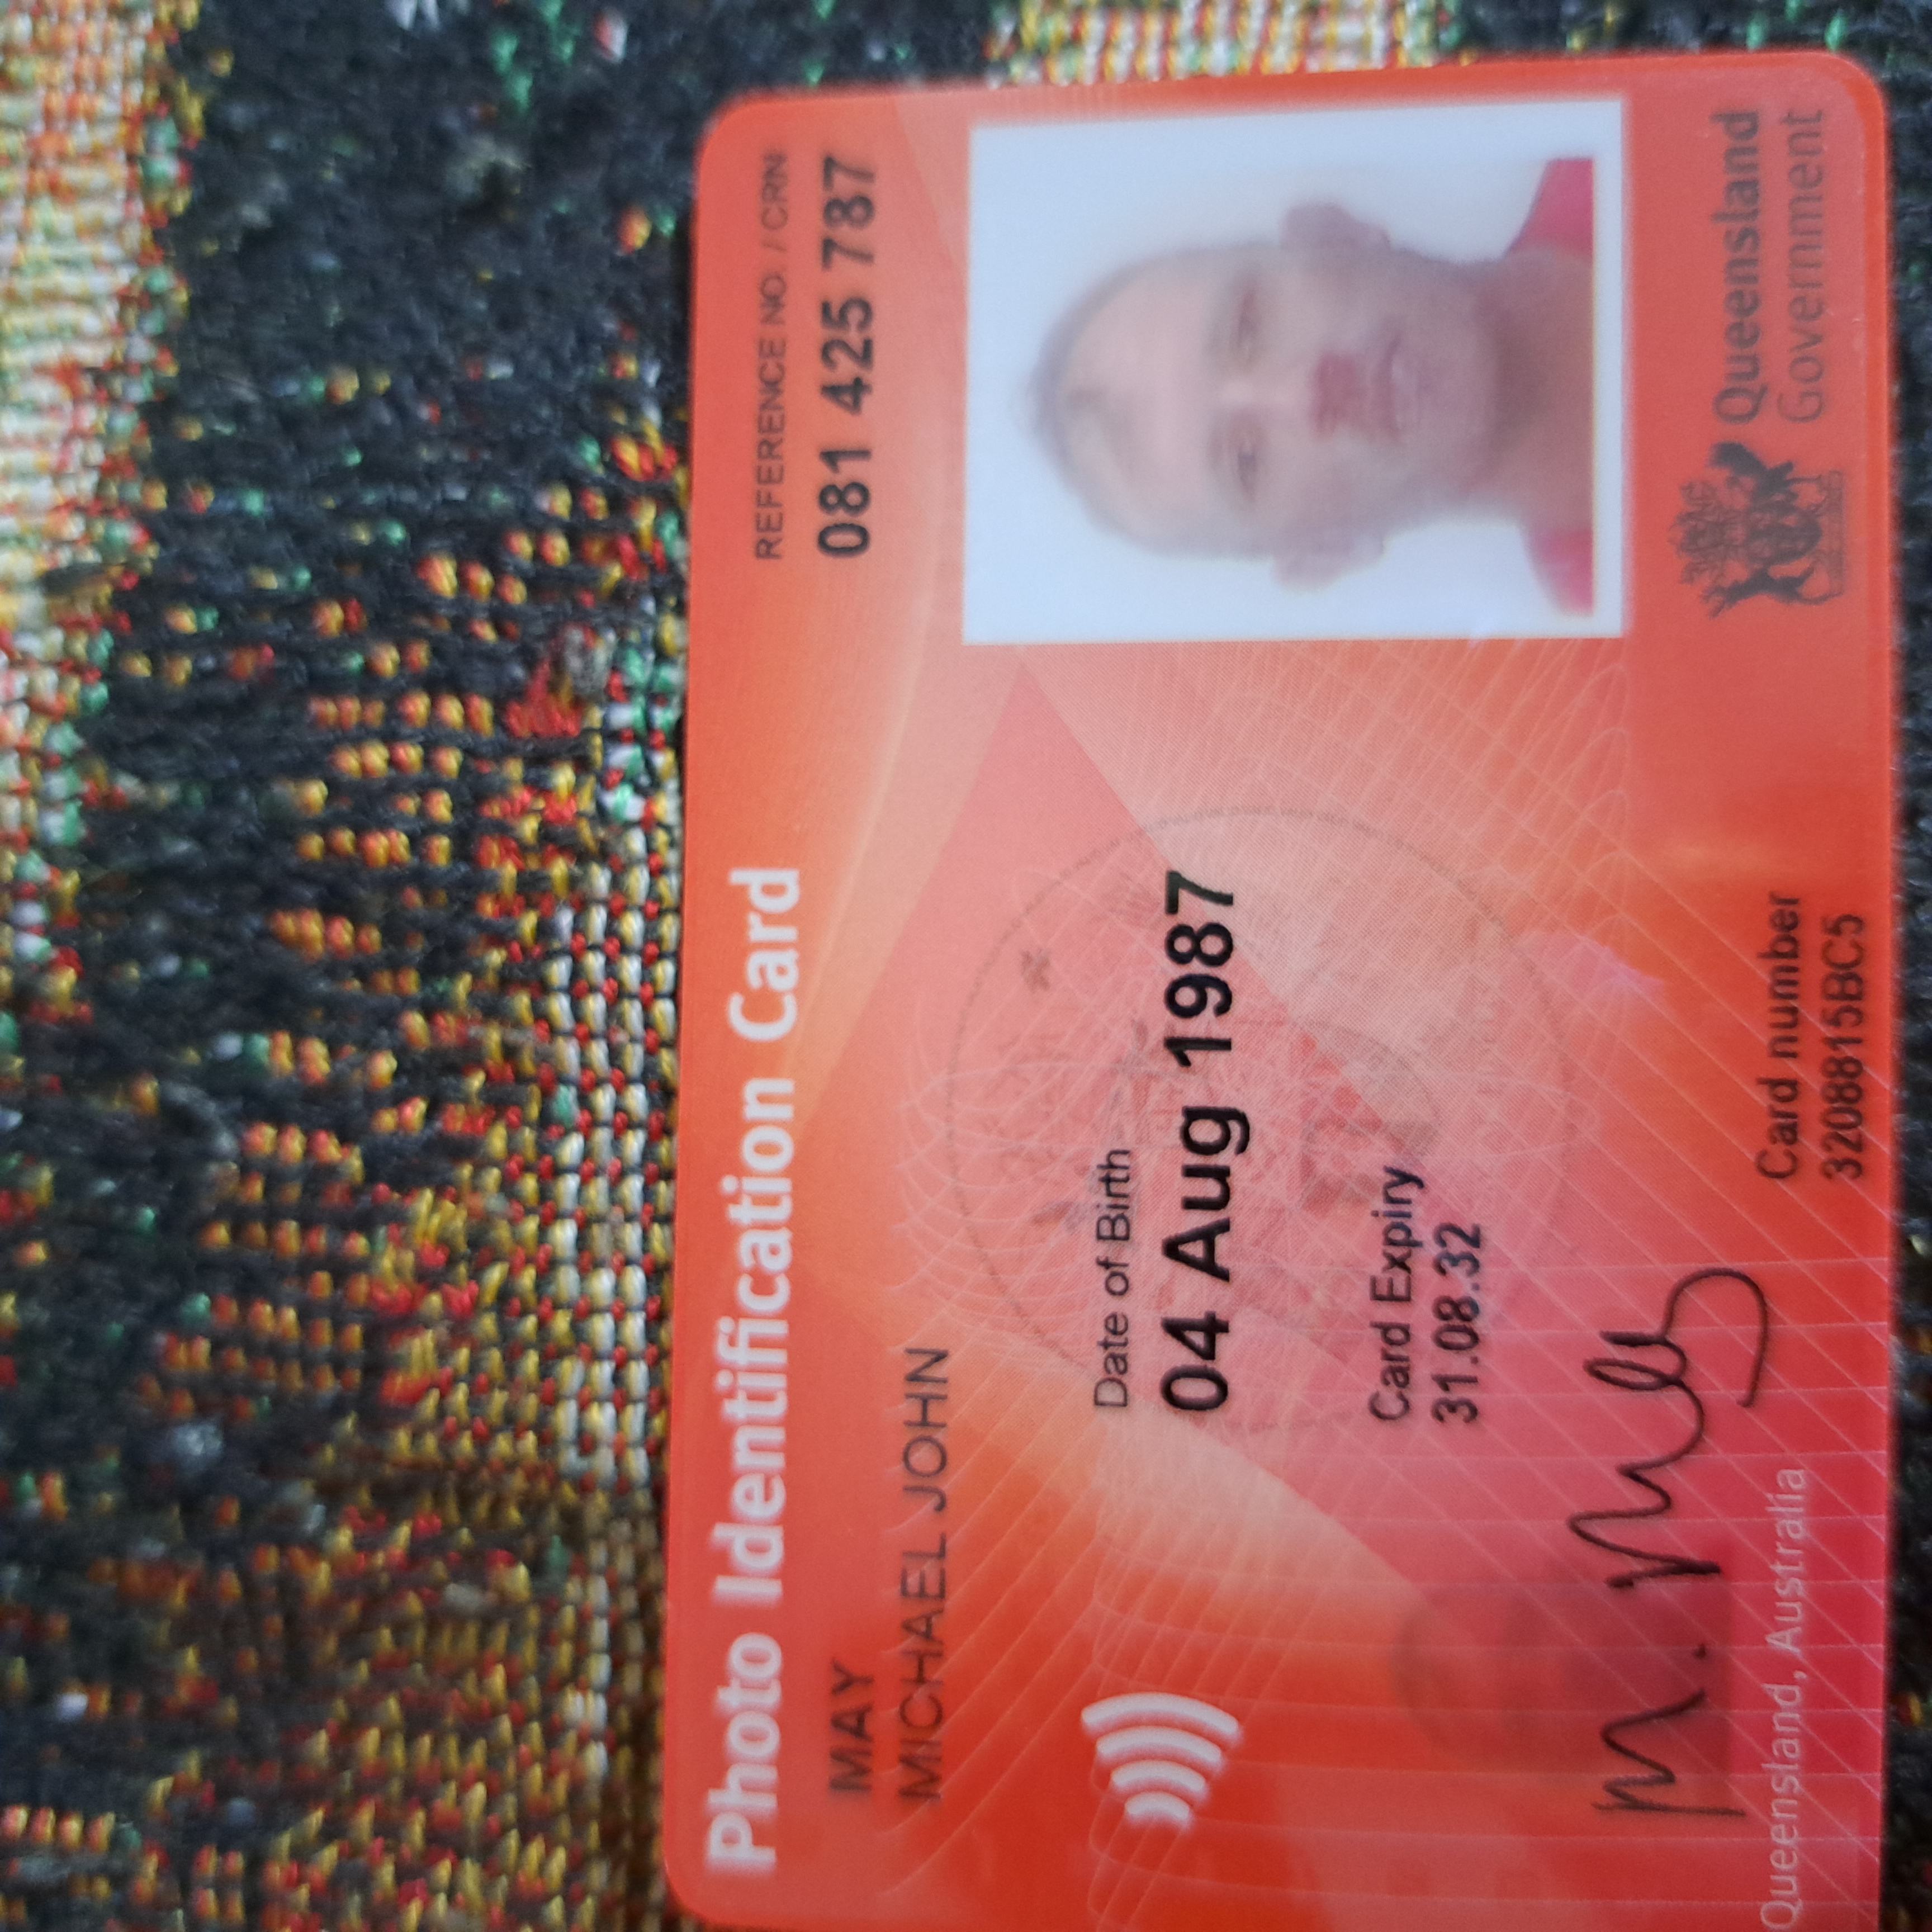 Photo Identification Card
REFERENCE NO. / CRN
081 425 787
MAY
MICHAEL JOHN
Date of Birth
04 Aug 1987
Card Expiry
31.08.32
M. May
Queensland, Australia
Card number
3208815BC5
Queensland
Government